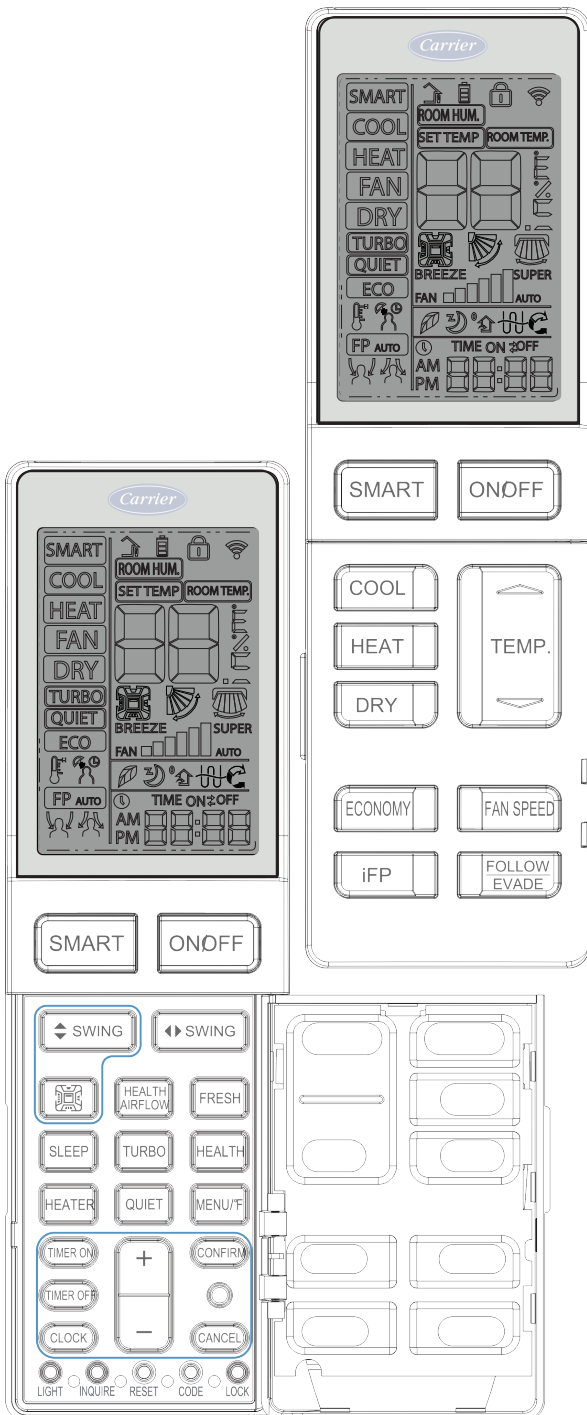 Carrier
SMART
ROOM HUM.
COOL
SET TEMP ROOM TEMP.
HEAT
FAN
DRY
TURBO
QUIET
BREEZE SUPER
ECO
FAN AUTO
FP AUTO
TIME ON OFF
AM
PM
SMART ON/OFF
COOL
HEAT TEMP.
DRY
ECONOMY FAN SPEED
iFP FOLLOW
EVADE
Carrier
SMART
ROOM HUM.
COOL
SET TEMP ROOM TEMP.
HEAT
FAN
DRY
TURBO
QUIET
BREEZE SUPER
ECO
FAN AUTO
FP AUTO
TIME ON OFF
AM
PM
SMART ON/OFF
SWING SWING
HEALTH
AIRFLOW FRESH
SLEEP TURBO HEALTH
HEATER QUIET MENU/°F
TIMER ON + CONFIRM
TIMER OFF
CLOCK − CANCEL
LIGHT INQUIRE RESET CODE LOCK